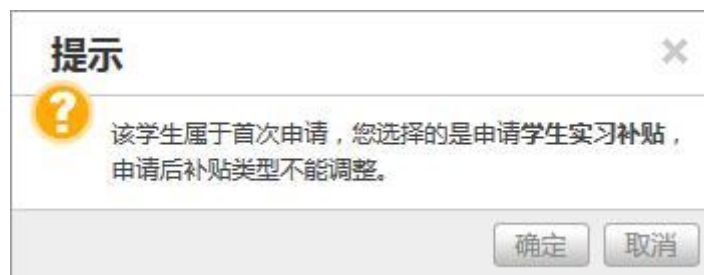 提示
该学生属于首次申请，您选择的是申请学生实习补贴，
申请后补贴类型不能调整。
确定 取消